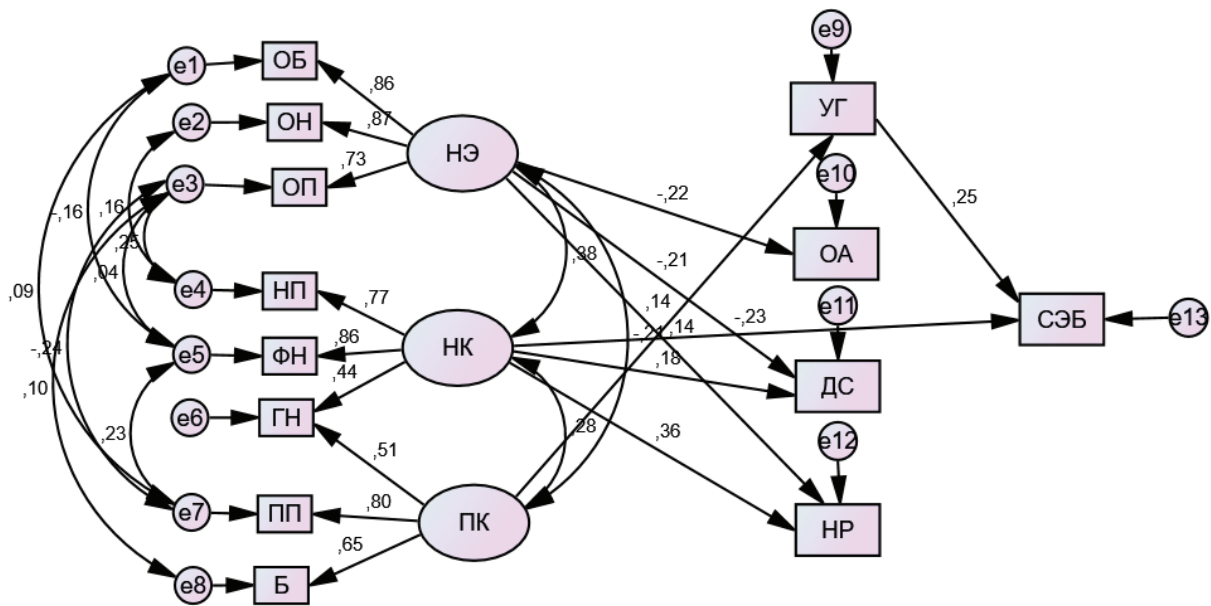 e9
e1
ОБ
,86
УГ
e2
ОН
,87
НЭ
e10
e3
ОП
,73
-,22
,25
-,16
,16
,25
ОА
,04
,38
-,21
e4
НП
,77
,14
e11
,09
СЭБ
e13
-,21
,14
-,23
-,24
e5
ФН
,86
НК
,18
ДС
,10
,44
e6
ГН
,28
,36
e12
,23
,51
e7
ПП
,80
ПК
НР
,65
e8
Б